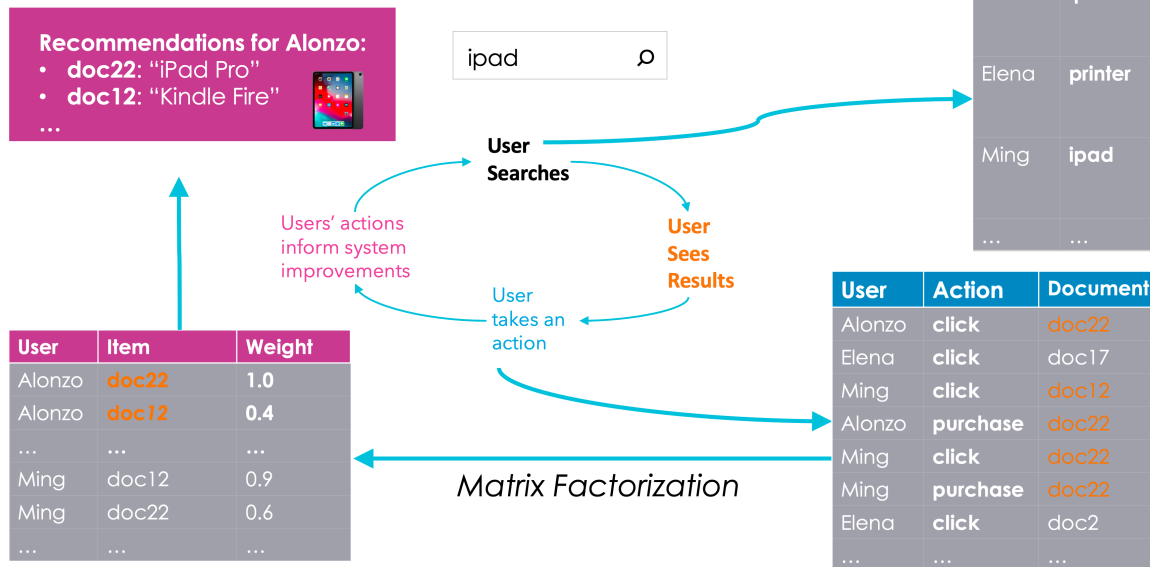 Recommendations for Alonzo:
• doc22: “iPad Pro”
• doc12: “Kindle Fire”
...
ipad
Elena printer
Ming ipad
... ...
User
Searches
User
Sees
Results
User
takes an
action
Users’ actions
inform system
improvements
User Action Document
Alonzo click doc22
Elena click doc17
Ming click doc12
Alonzo purchase doc22
Ming click doc22
Ming purchase doc22
Elena click doc2
... ... ...
Matrix Factorization
User Item Weight
Alonzo doc22 1.0
Alonzo doc12 0.4
... ... ...
Ming doc12 0.9
Ming doc22 0.6
... ... ...